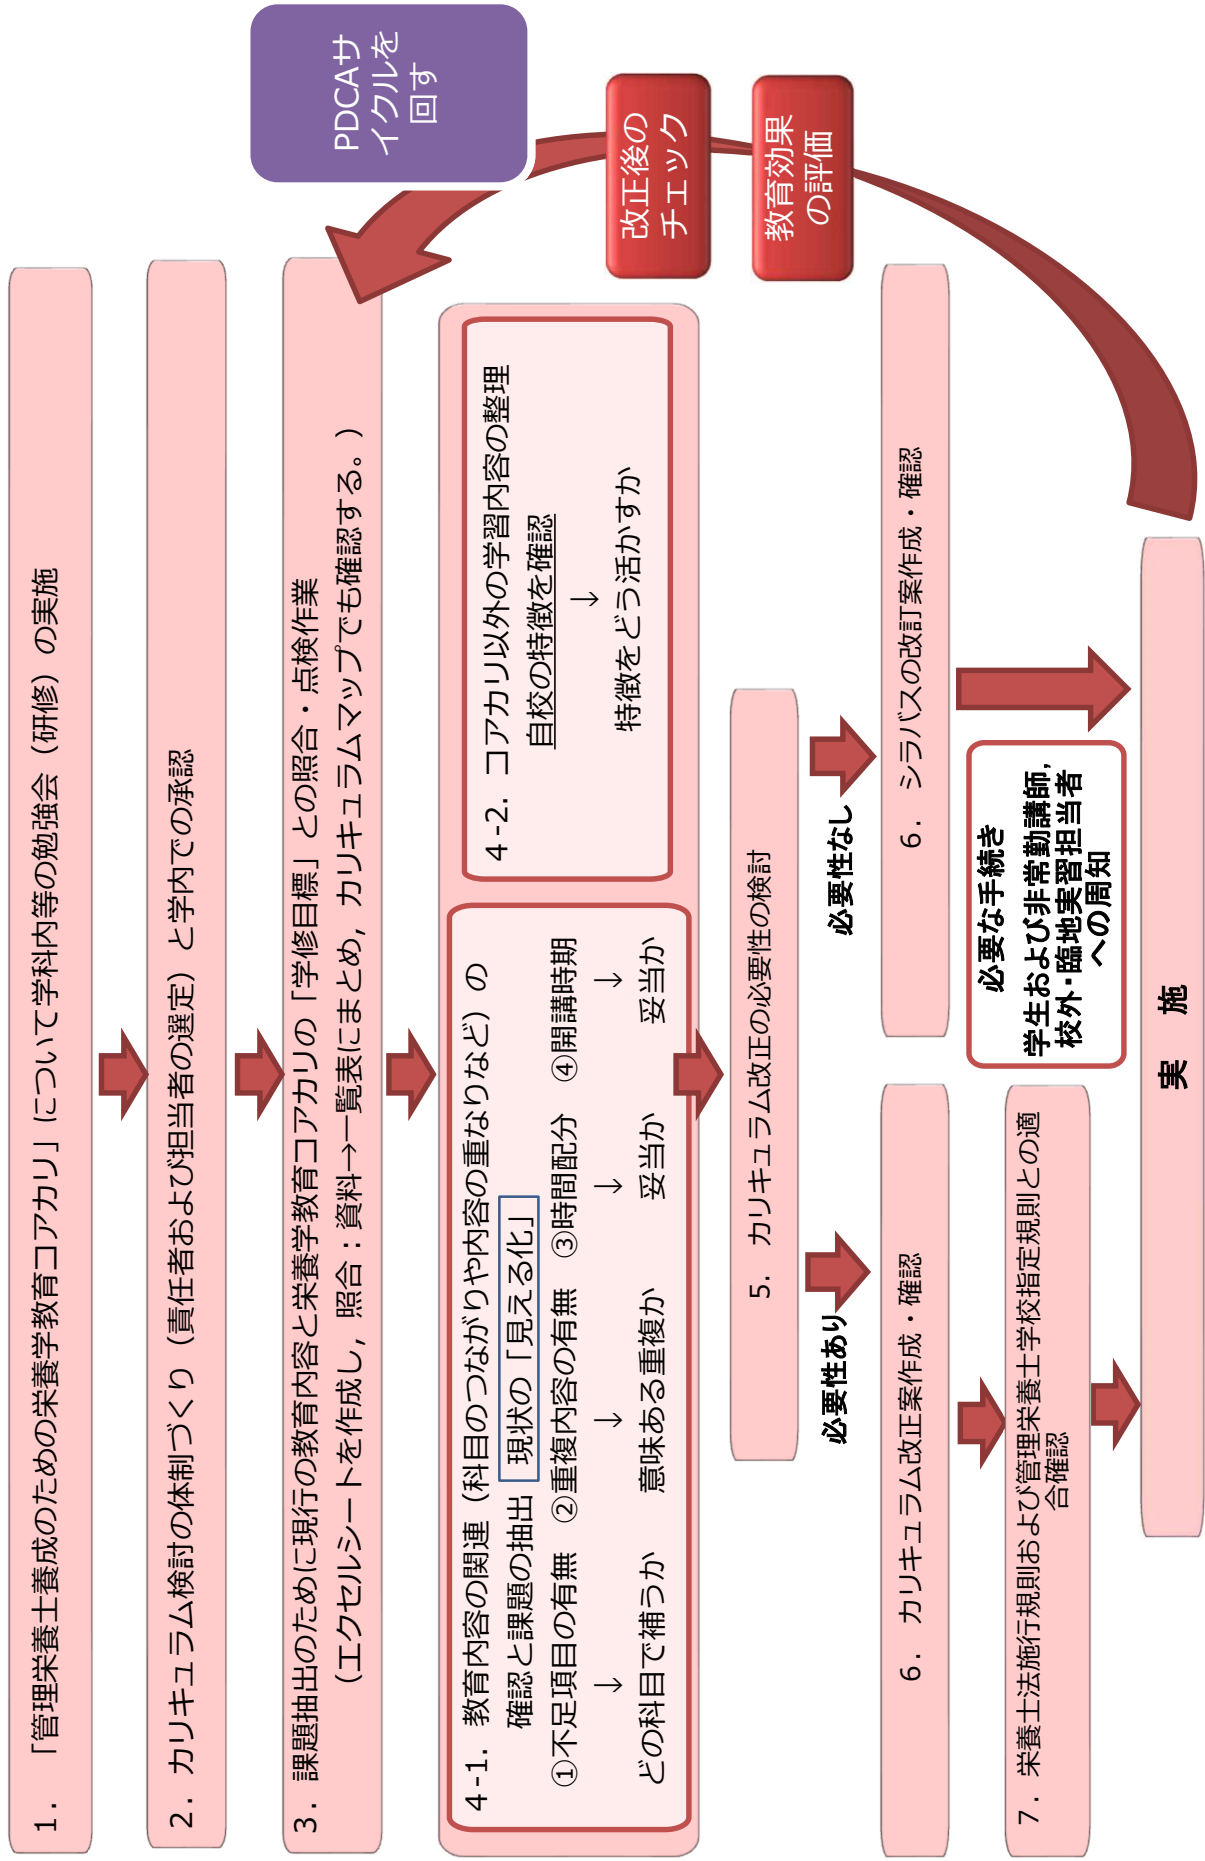 1．「管理栄養士養成のための栄養学教育コアカリ」について学科内等の勉強会（研修）の実施
2．カリキュラム検討の体制づくり（責任者および担当者の選定）と学内での承認
3．課題抽出のために現行の教育内容と栄養学教育コアカリの「学修目標」との照合・点検作業
（エクセルシートを作成し，照合：資料→一覧表にまとめ，カリキュラムマップでも確認する。）
PDCAサ
イクルを
回す
4-1．教育内容の関連（科目のつながりや内容の重なりなど）の
確認と課題の抽出 現状の「見える化」
①不足項目の有無 ②重複内容の有無 ③時間配分 ④開講時期
↓ ↓ ↓ ↓
どの科目で補うか 意味ある重複か 妥当か 妥当か
4-2．コアカリ以外の学習内容の整理
自校の特徴を確認
↓
特徴をどう活かすか
改正後の
チェック
教育効果
の評価
5．カリキュラム改正の必要性の検討
必要性あり
必要性なし
6．カリキュラム改正案作成・確認
6．シラバスの改訂案作成・確認
7．栄養士法施行規則および管理栄養士学校指定規則との適
合確認
必要な手続き
学生および非常勤講師，
校外・臨地実習担当者
への周知
実 施